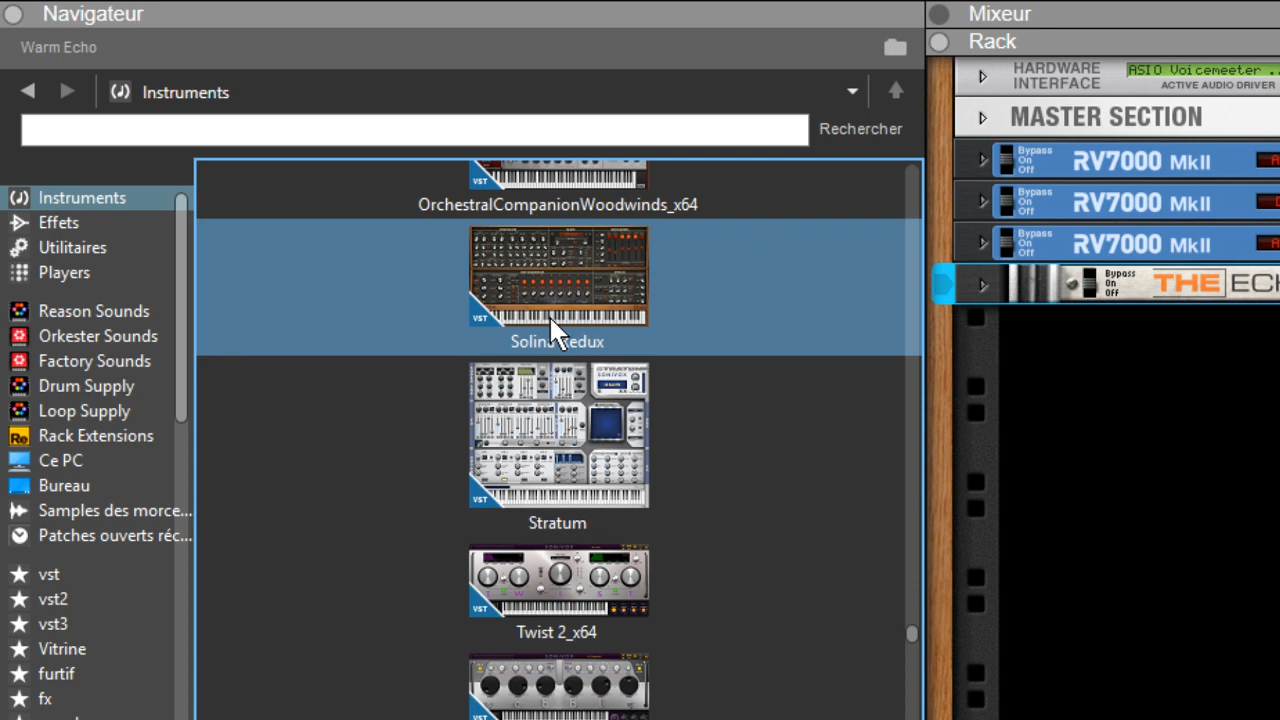 Navigateur
Warm Echo
Instruments
Rechercher
Instruments
Effets
Utilitaires
Players
Reason Sounds
Orkester Sounds
Factory Sounds
Drum Supply
Loop Supply
Rack Extensions
Ce PC
Bureau
Samples des morce...
Patches ouverts réc...
vst
vst2
vst3
Vitrine
furtif
fx
VST
OrchestralCompanionWoodwinds_x64
VST
VST
Stratum
VST
Twist 2_x64
VST
Mixeur
Rack
HARDWARE
INTERFACE
ASIO Voicemeeter ..
ACTIVE AUDIO DRIVER
MASTER SECTION
Bypass
On
Off
RV7000 MkII
Bypass
On
Off
RV7000 MkII
Bypass
On
Off
RV7000 MkII
Bypass
On
Off
THE ECH